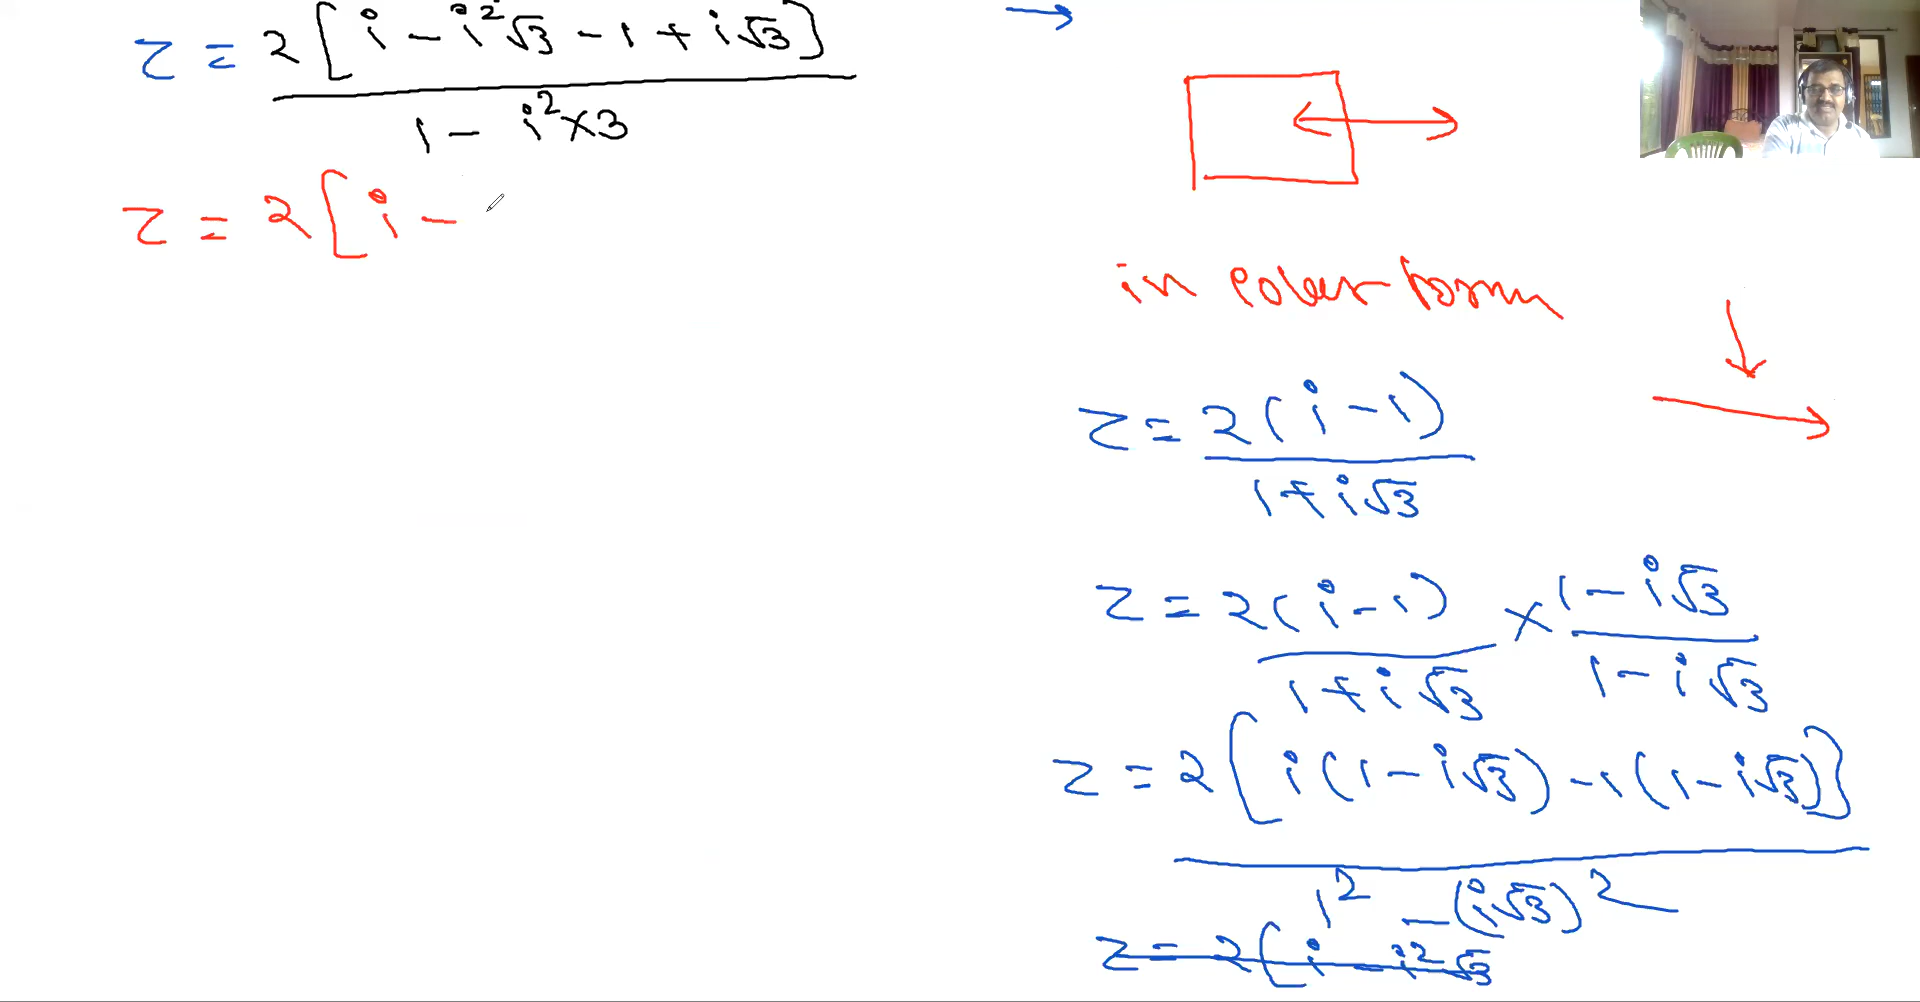 z = 2[i - i²√3 - 1 + i√3]
1 - i²×3
z = 2[i -
in polar form
z = 2(i - 1)
1 + i√3
z = 2(i - 1) × 1 - i√3
1 + i√3 1 - i√3
z = 2[i(1 - i√3) - 1(1 - i√3)]
1² - (i√3)²
z = 2[i - i²√3